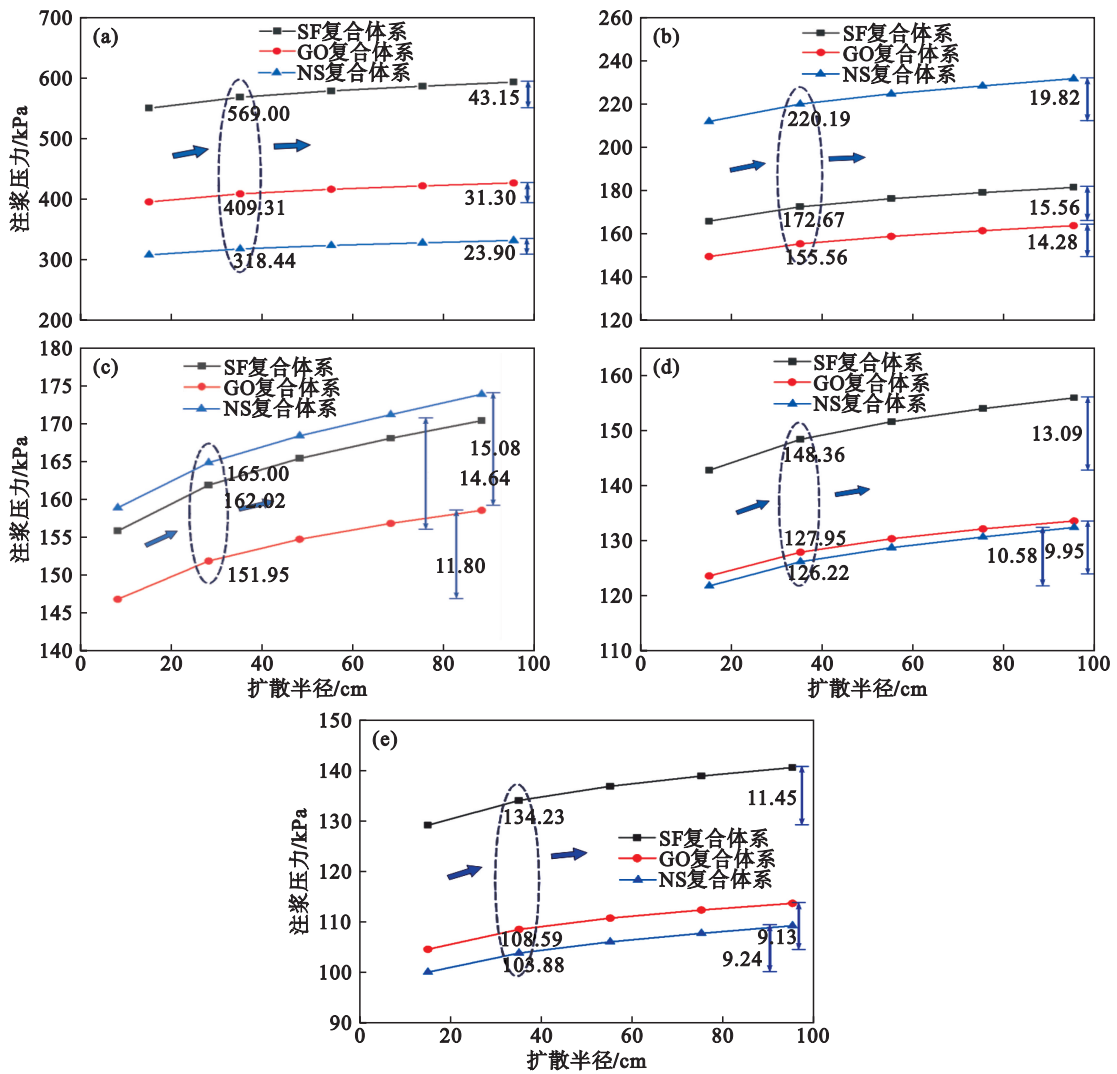 (a)
SF复合体系
GO复合体系
NS复合体系
700
600
500
400
300
200
注浆压力/kPa
569.00
409.31
318.44
43.15
31.30
23.90
(b)
SF复合体系
GO复合体系
NS复合体系
260
240
220
200
180
160
140
120
220.19
172.67
155.56
19.82
15.56
14.28
(c)
SF复合体系
GO复合体系
NS复合体系
180
175
170
165
160
155
150
145
140
注浆压力/kPa
165.00
162.02
151.95
15.08
14.64
11.80
0 20 40 60 80 100
扩散半径/cm
(d)
SF复合体系
GO复合体系
NS复合体系
160
150
140
130
120
110
148.36
127.95
126.22
13.09
10.58
9.95
0 20 40 60 80 100
扩散半径/cm
(e)
150
140
130
120
110
100
90
注浆压力/kPa
134.23
11.45
SF复合体系
GO复合体系
NS复合体系
108.59
103.88
9.13
9.24
0 20 40 60 80 100
扩散半径/cm